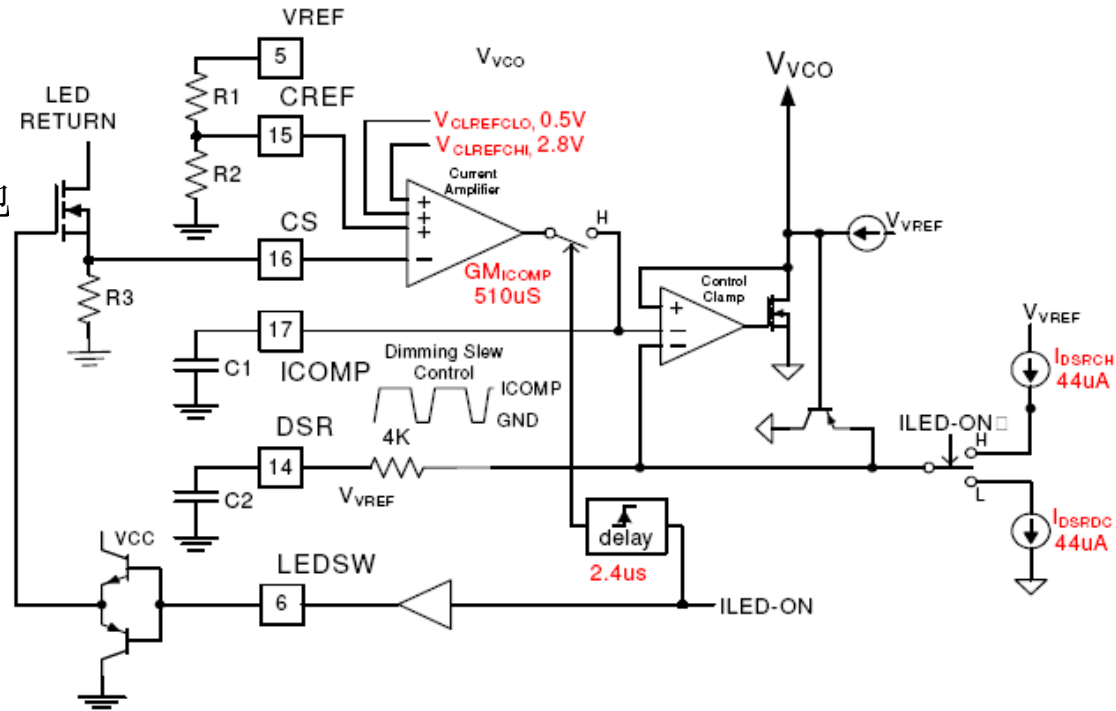 VREF
5
R1
R2
LED
RETURN
CREF
15
V_VCO
V_CLREFCLO, 0.5V
V_CLREFCHI, 2.8V
Current
Amplifier
+
+
+
−
CS
16
R3
GM_ICOMP
510uS
H
17
ICOMP
C1
Dimming Slew
Control
ICOMP
GND
DSR
14
4K
V_VREF
C2
V_VCO
V_VREF
Control
Clamp
+
−
−
V_VREF
I_DSRCH
44uA
ILED-ON□
H
L
I_DSRDC
44uA
delay
2.4us
VCC
LEDSW
6
ILED-ON